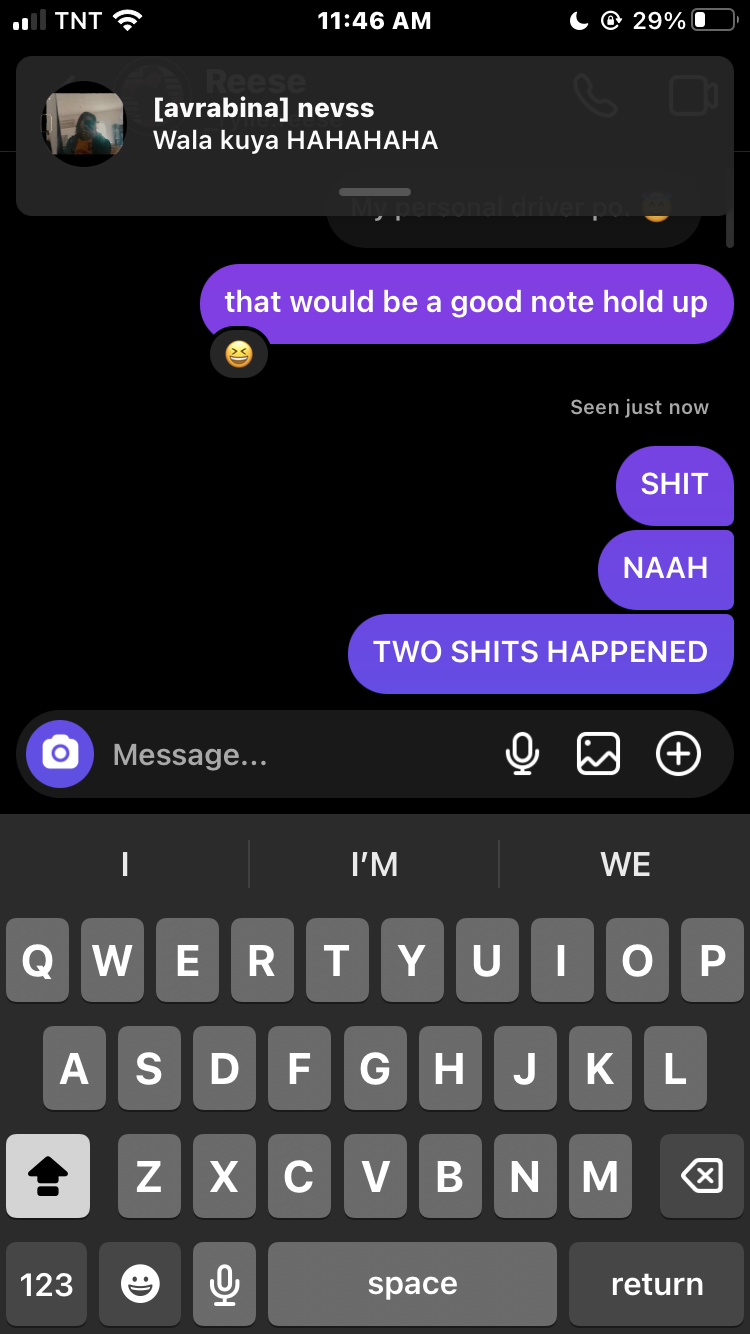 TNT 11:46 AM 29%
Reese
[avrabina] nevss
Wala kuya HAHAHAHA
My personal driver po. 😇
that would be a good note hold up
😆
Seen just now
SHIT
NAAH
TWO SHITS HAPPENED
Message...
I I'M WE
Q W E R T Y U I O P
A S D F G H J K L
Z X C V B N M
123 space return